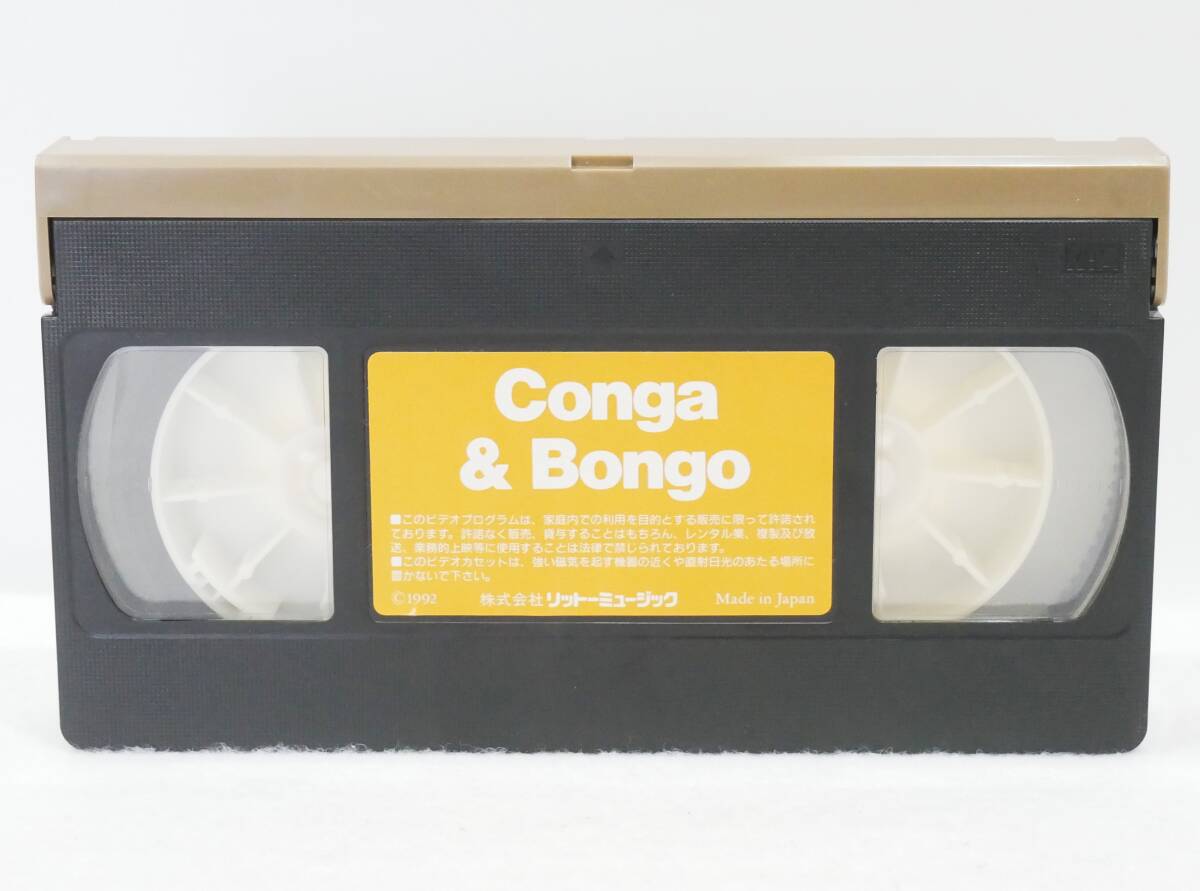 Conga
& Bongo
■このビデオプログラムは、家庭内での利用を目的とする販売に限って許諾され
ております。許諾なく販売、貸与することはもちろん、レンタル業、複製及び放
送、業務的上映等に使用することは法律で禁じられております。
■このビデオカセットは、強い磁気を起す機器の近くや直射日光のあたる場所に
置かないで下さい。
©1992 株式会社リットーミュージック Made in Japan